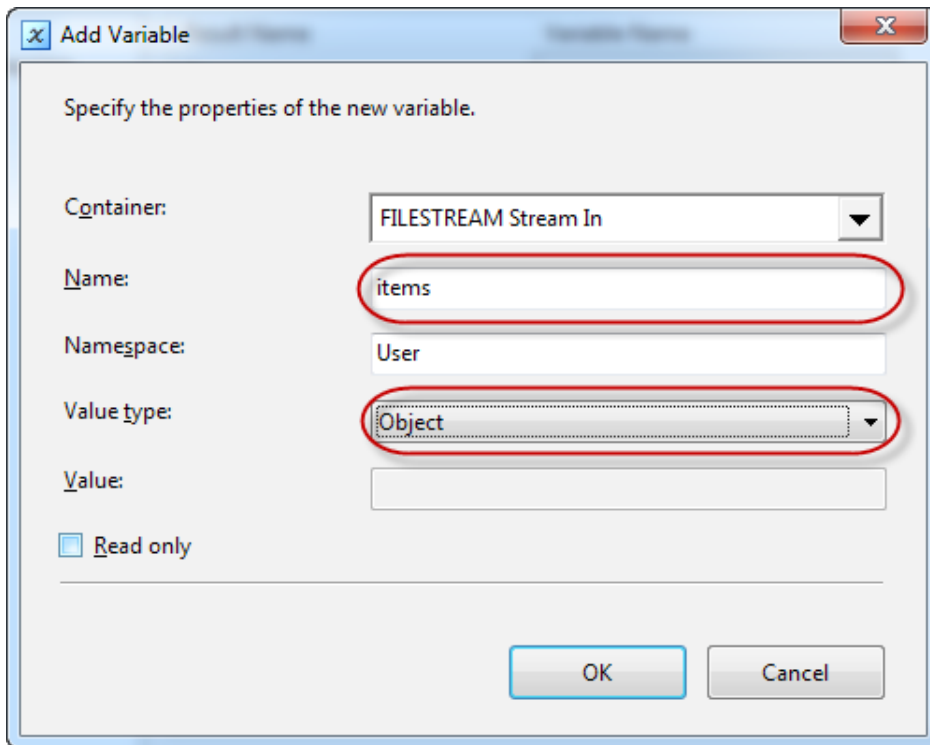 Add Variable
Specify the properties of the new variable.
Container:
FILESTREAM Stream In
Name:
items
Namespace:
User
Value type:
Object
Value:
Read only
OK
Cancel